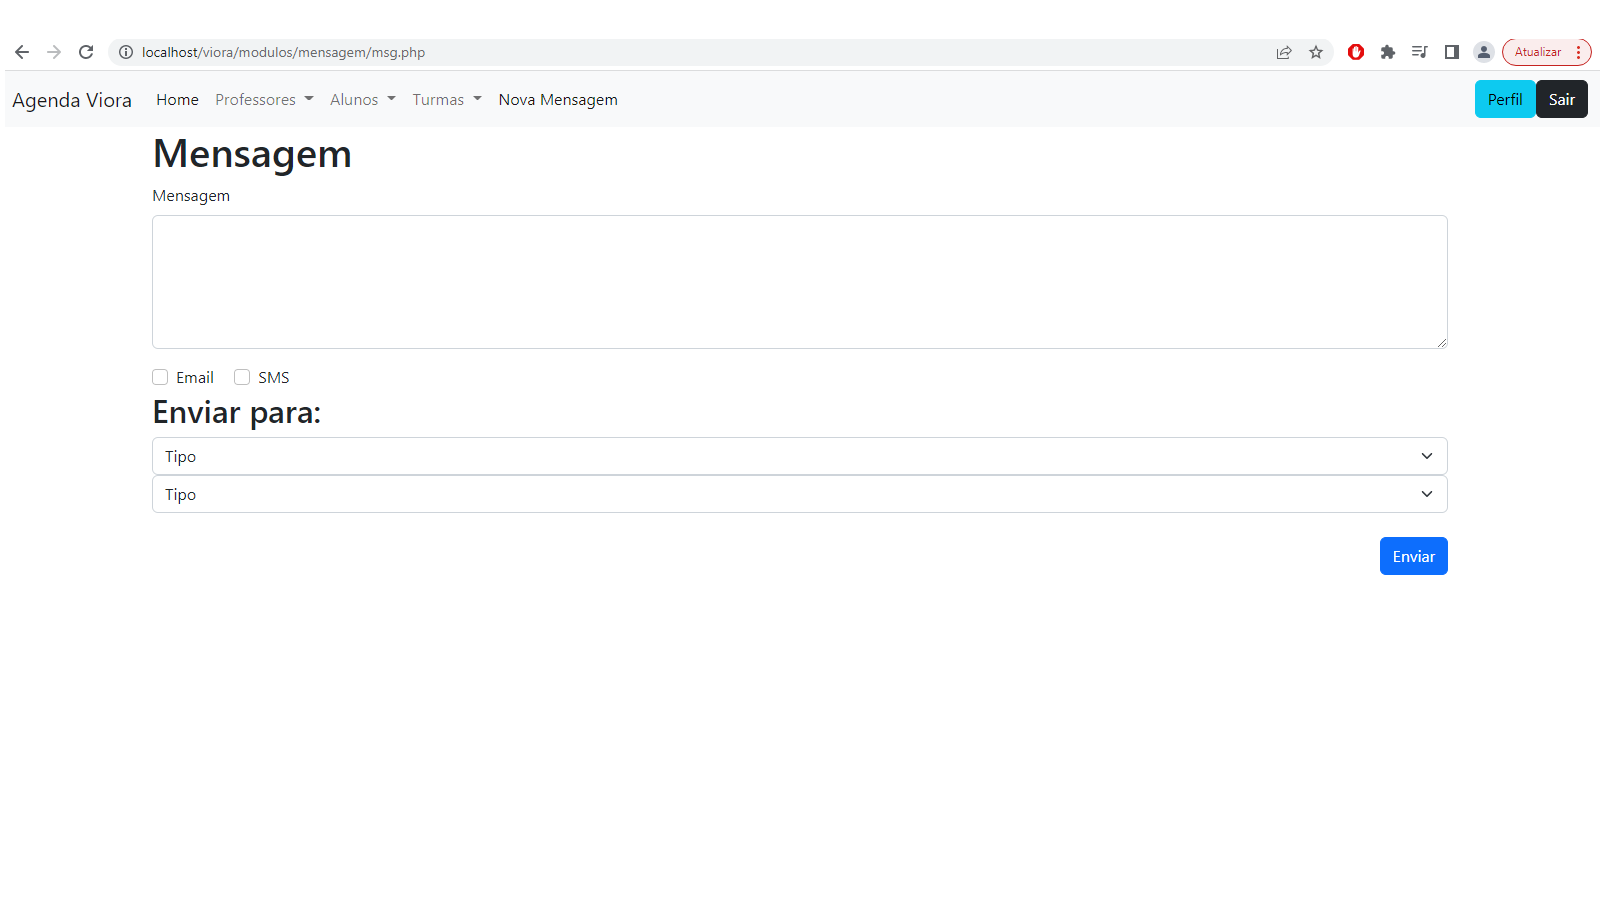 localhost/viora/modulos/mensagem/msg.php
Atualizar
Agenda Viora Home Professores Alunos Turmas Nova Mensagem Perfil Sair
Mensagem
Mensagem
Email SMS
Enviar para:
Tipo
Tipo
Enviar